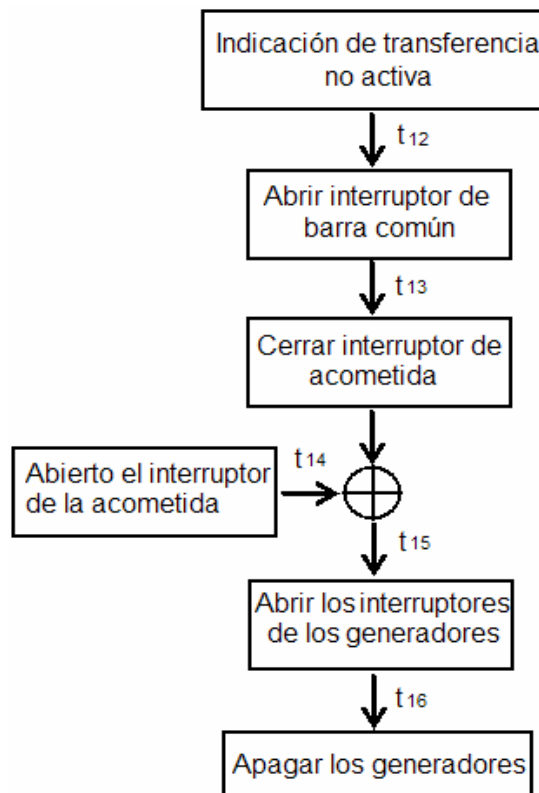 Indicación de transferencia
no activa
t12
Abrir interruptor de
barra común
t13
Cerrar interruptor de
acometida
Abierto el interruptor
de la acometida
t14
t15
Abrir los interruptores
de los generadores
t16
Apagar los generadores